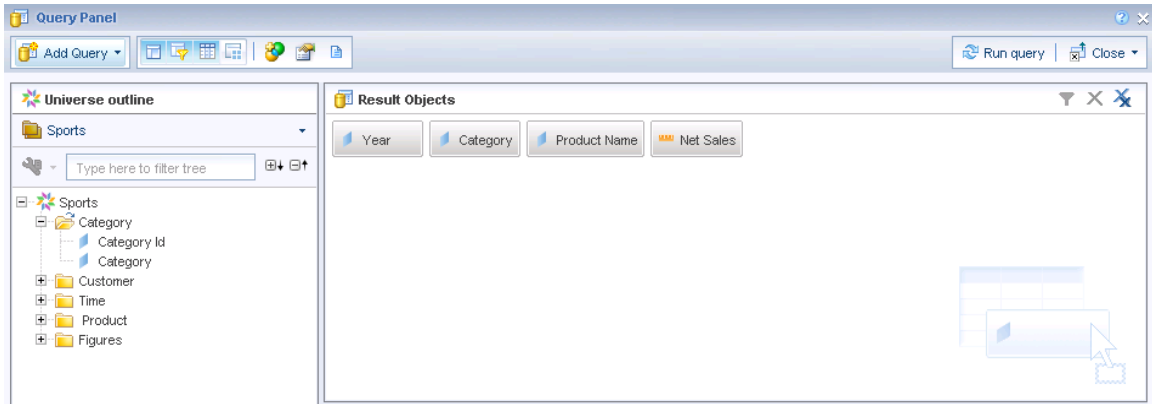 Query Panel
Add Query
Run query
Close
Universe outline
Sports
Type here to filter tree
Sports
Category
Category Id
Category
Customer
Time
Product
Figures
Result Objects
Year
Category
Product Name
Net Sales